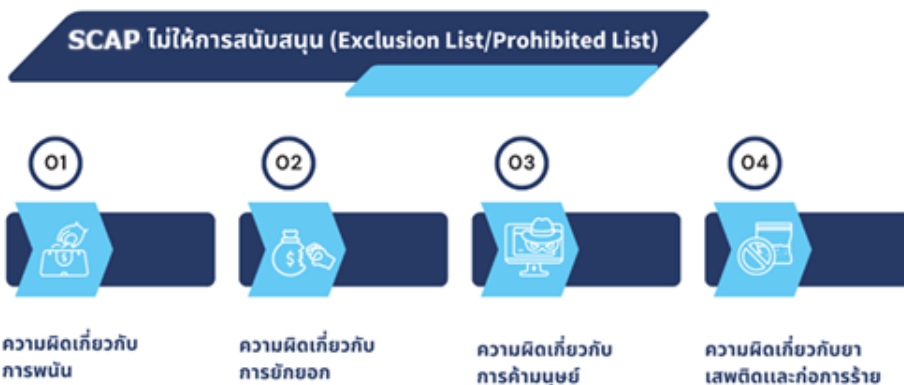 SCAP ไม่ให้การสนับสนุน (Exclusion List/Prohibited List)
01
02
03
04
ความผิดเกี่ยวกับ
การพนัน
ความผิดเกี่ยวกับ
การยักยอก
ความผิดเกี่ยวกับ
การค้ามนุษย์
ความผิดเกี่ยวกับยา
เสพติดและก่อการร้าย